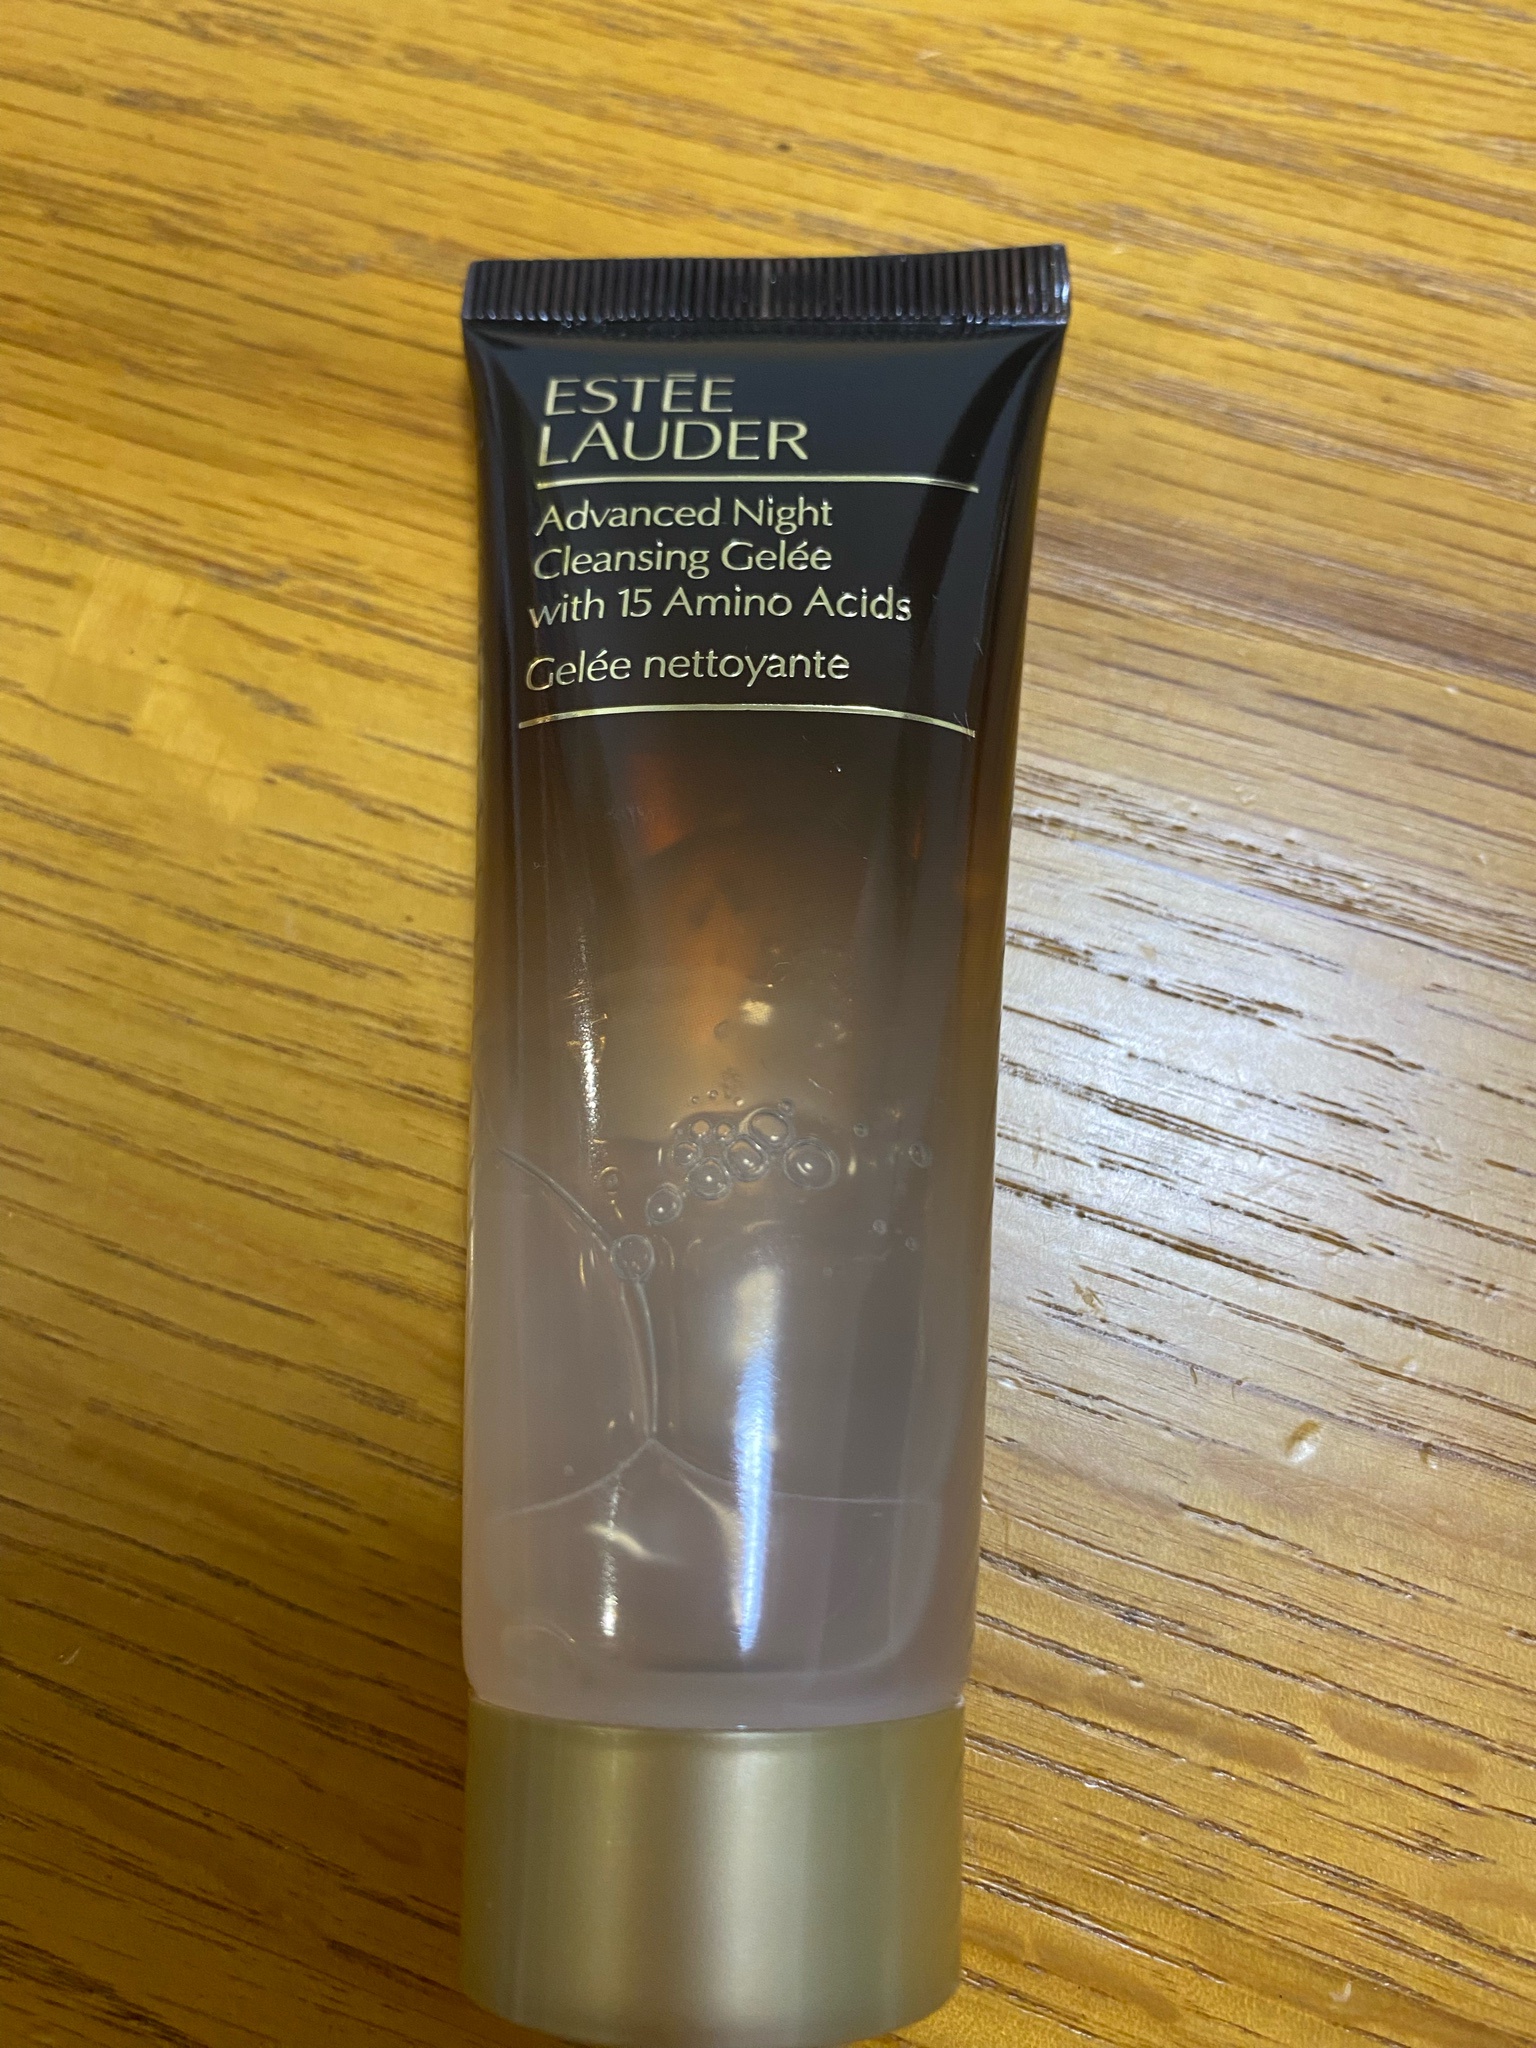 ESTĒE
LAUDER
Advanced Night
Cleansing Gelée
with 15 Amino Acids
Gelée nettoyante